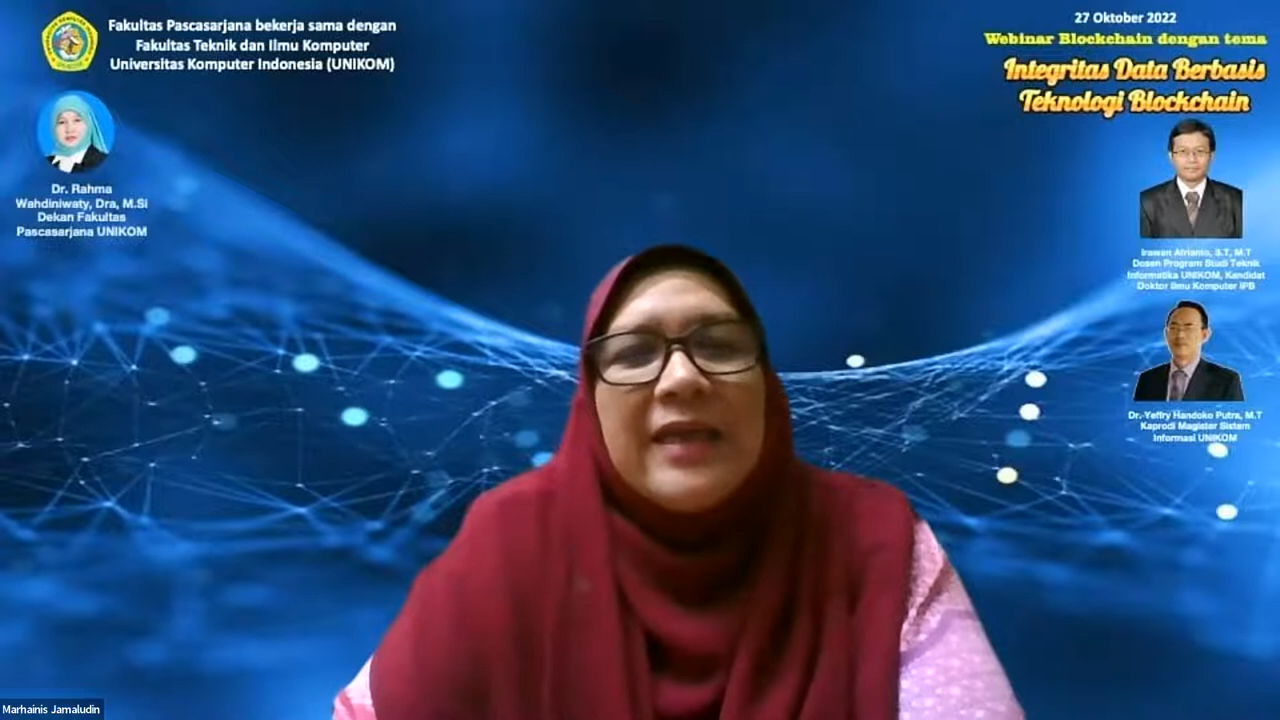 Fakultas Pascasarjana bekerja sama dengan
Fakultas Teknik dan Ilmu Komputer
Universitas Komputer Indonesia (UNIKOM)
27 Oktober 2022
Webinar Blockchain dengan tema
Integritas Data Berbasis
Teknologi Blockchain
Dr. Rahma
Wahdiniwaty, Dra, M.Si
Dekan Fakultas
Pascasarjana UNIKOM
Irawan Afrianto, S.T, M.T
Dosen Program Studi Teknik
Informatika UNIKOM, Kandidat
Doktor Ilmu Komputer IPB
Dr. Yeffry Handoko Putra, M.T
Kaprodi Magister Sistem
Informasi UNIKOM
Marhainis Jamaludin